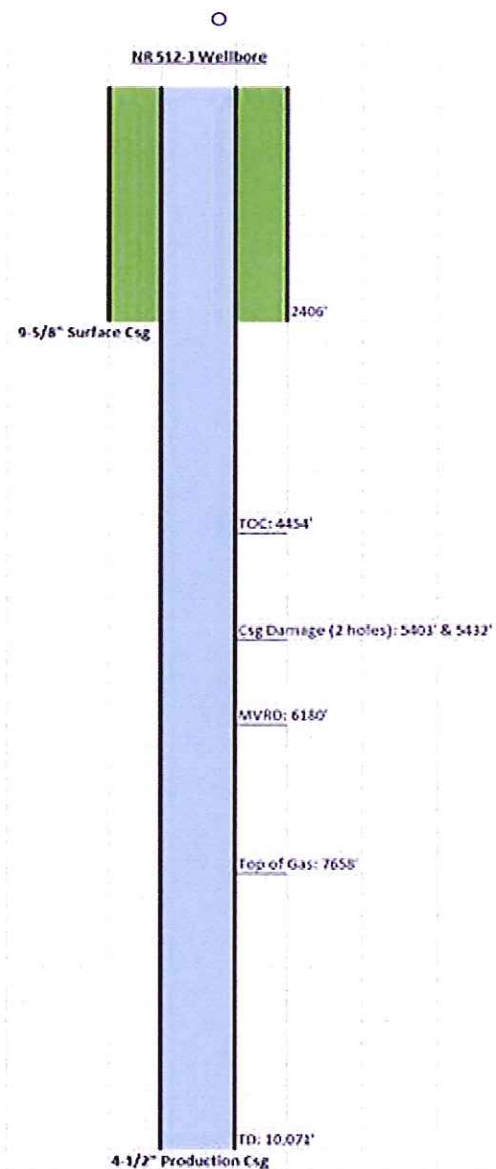 NR 512-1 Wellbore
2406'
9-5/8" Surface Csg
TOC: 4454'
Csg Damage (2 holes): 5403' & 5432'
MVRD: 6180'
Top of Gas: 7658'
TD: 10,071'
4-1/2" Production Csg